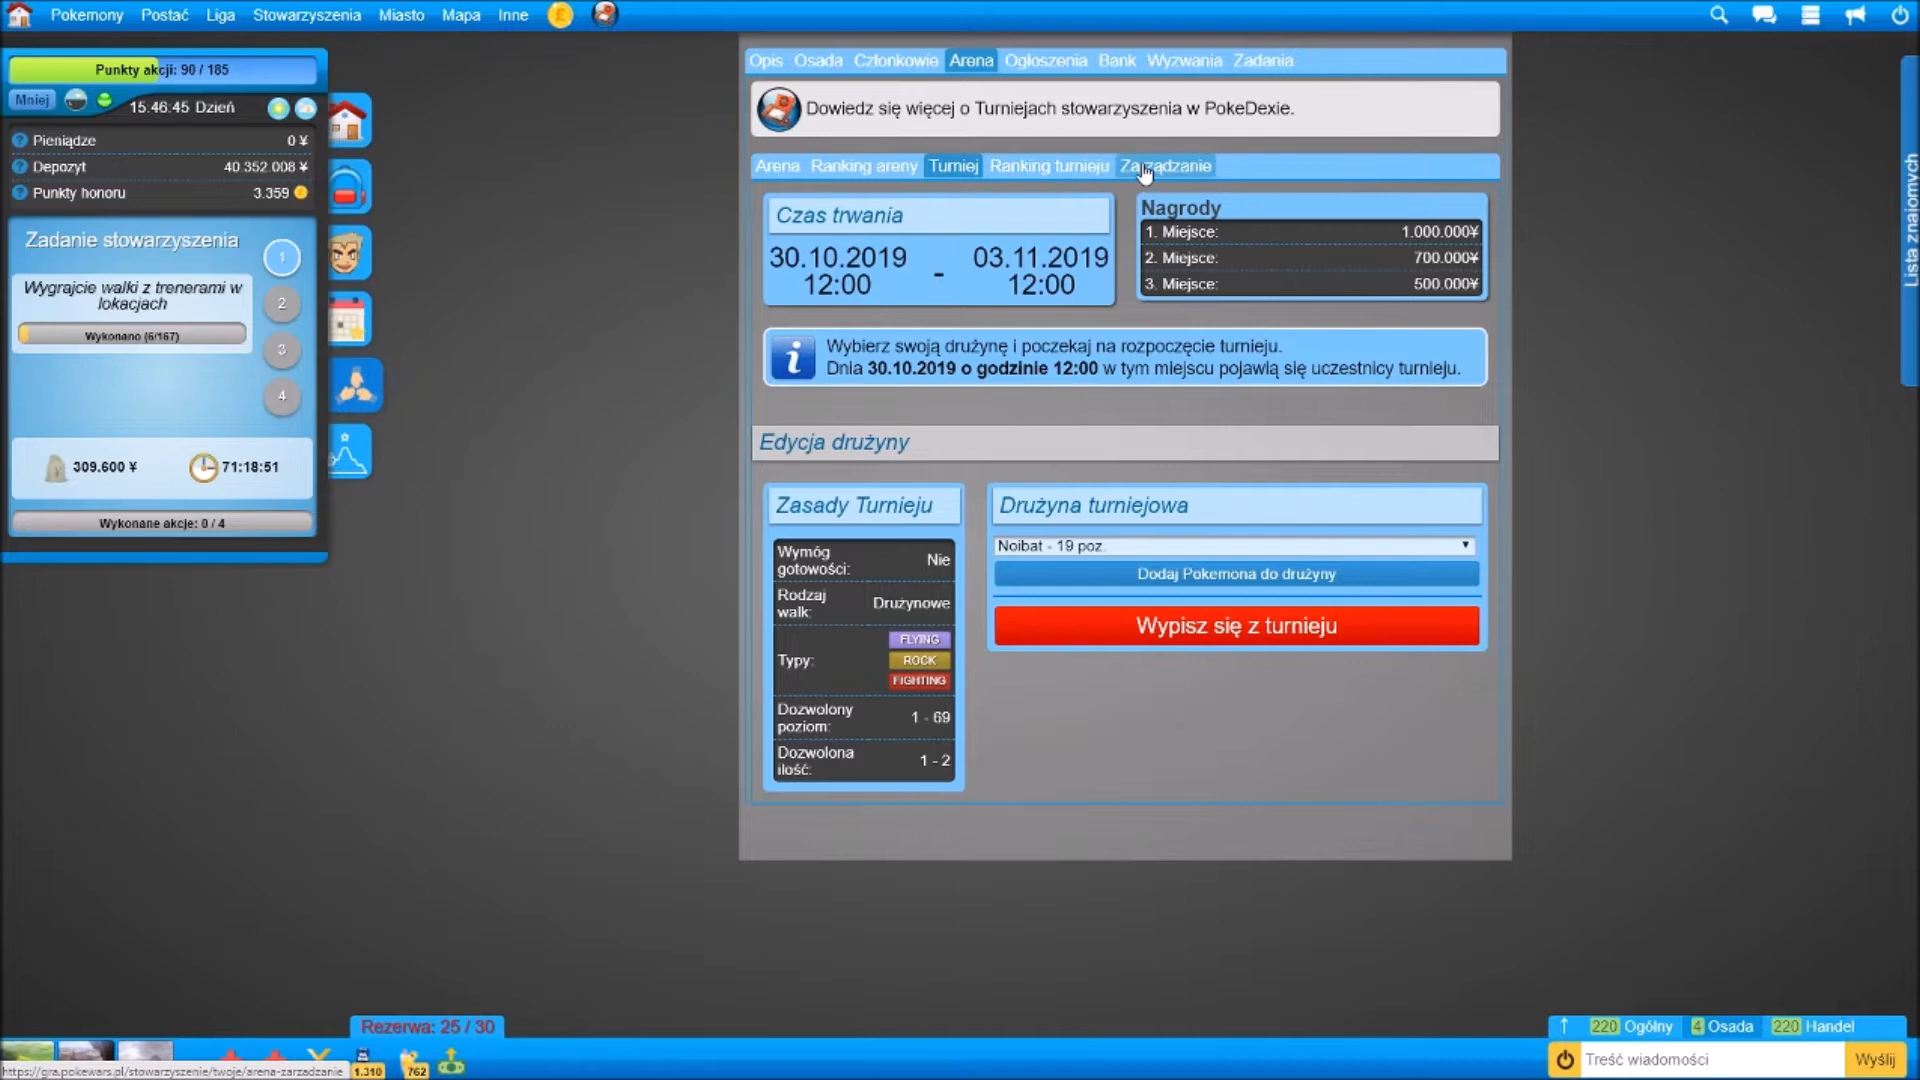 Pokemony Postać Liga Stowarzyszenia Miasto Mapa Inne
Punkty akcji: 90 / 185
Mniej
15:46:45 Dzień
Pieniądze 0 ¥
Depozyt 40.352.008 ¥
Punkty honoru 3.359
Zadanie stowarzyszenia
1
Wygrajcie walki z trenerami w
lokacjach
Wykonano (6/167)
2
3
4
309.600 ¥ 71:18:51
Wykonane akcje: 0 / 4
Opis Osada Członkowie Arena Ogłoszenia Bank Wyzwania Zadania
Dowiedz się więcej o Turniejach stowarzyszenia w PokeDexie.
Arena Ranking areny Turniej Ranking turnieju Zarządzanie
Czas trwania
30.10.2019 - 03.11.2019
12:00 12:00
Nagrody
1. Miejsce: 1.000.000¥
2. Miejsce: 700.000¥
3. Miejsce: 500.000¥
Wybierz swoją drużynę i poczekaj na rozpoczęcie turnieju.
Dnia 30.10.2019 o godzinie 12:00 w tym miejscu pojawią się uczestnicy turnieju.
Edycja drużyny
Zasady Turnieju
Wymóg
gotowości: Nie
Rodzaj
walk: Drużynowe
Typy: FLYING
ROCK
FIGHTING
Dozwolony
poziom: 1 - 69
Dozwolona
ilość: 1 - 2
Drużyna turniejowa
Noibat - 19 poz.
Dodaj Pokemona do drużyny
Wypisz się z turnieju
Lista znajomych
Rezerwa: 25 / 30
1.310
762
https://gra.pokewars.pl/stowarzyszenie/twoje/arena-zarzadzanie
220 Ogólny 4 Osada 220 Handel
Treść wiadomości
Wyślij